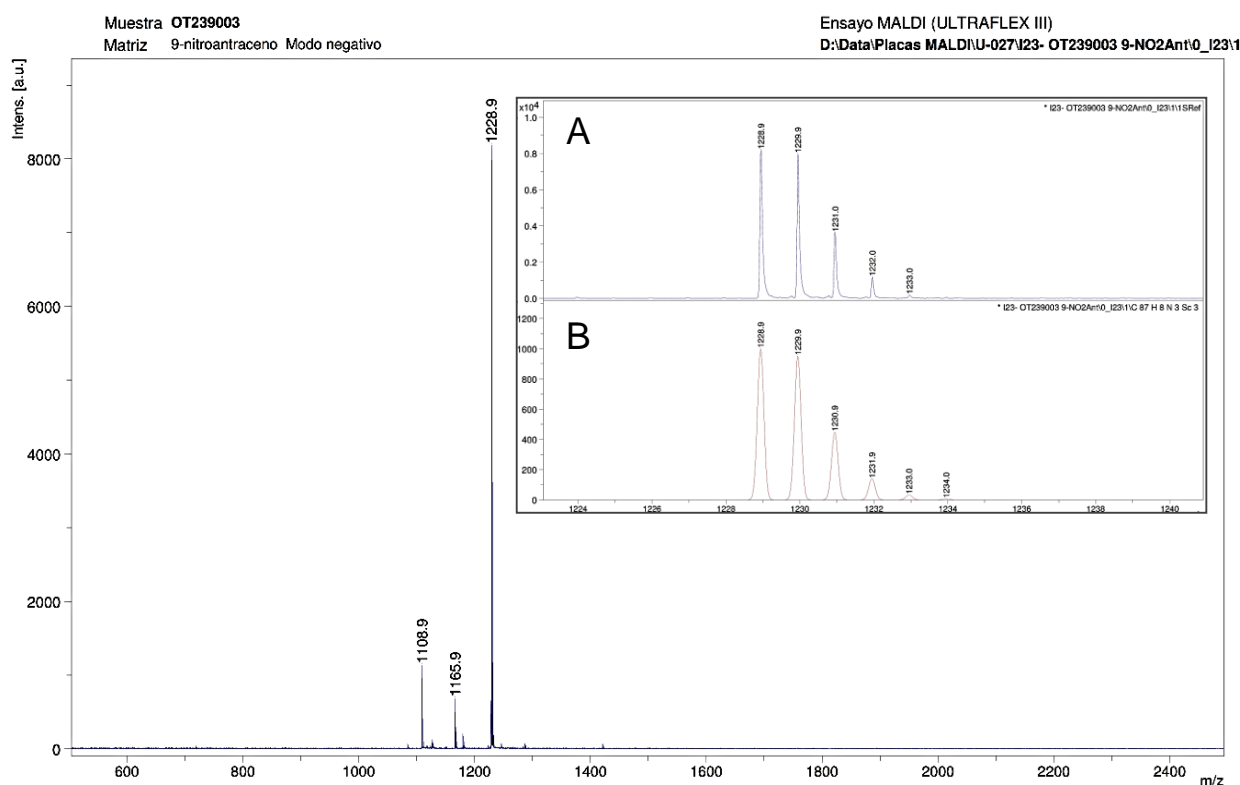 Muestra OT239003
Matriz 9-nitroantraceno Modo negativo
Ensayo MALDI (ULTRAFLEX III)
D:\Data\Placas MALDI\U-027\I23- OT239003 9-NO2Ant\0_I23\1
Intens. [a.u.]
8000
6000
4000
2000
0
1108.9
1165.9
1228.9
600 800 1000 1200 1400 1600 1800 2000 2200 2400
m/z
x10⁴
1.0
0.8
0.6
0.4
0.2
0.0
A
* I23- OT239003 9-NO2Ant\0_I23\1\1SRef
1228.9
1229.9
1231.0
1232.0
1233.0
B
* I23- OT239003 9-NO2Ant\0_I23\1\C 87 H 8 N 3 Sc 3
1200
1000
800
600
400
200
0
1228.9
1229.9
1230.9
1231.9
1233.0
1234.0
1224 1226 1228 1230 1232 1234 1236 1238 1240